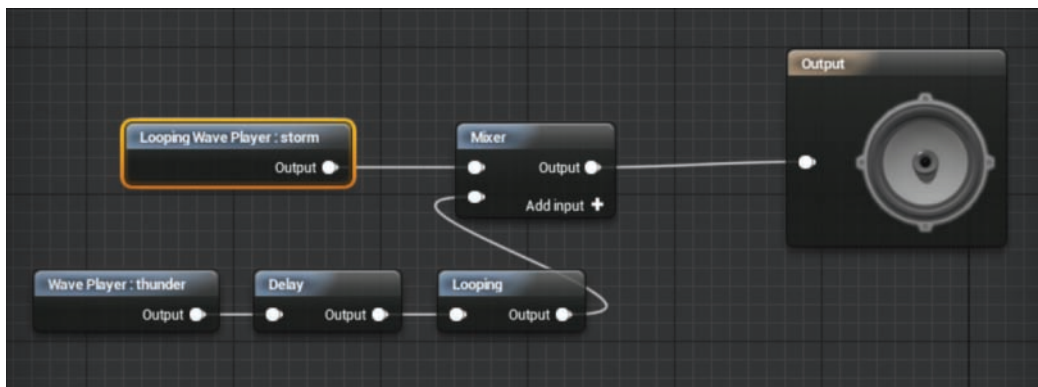 Output
Looping Wave Player : storm
Output
Mixer
Output
Add input +
Wave Player : thunder
Output
Delay
Output
Looping
Output